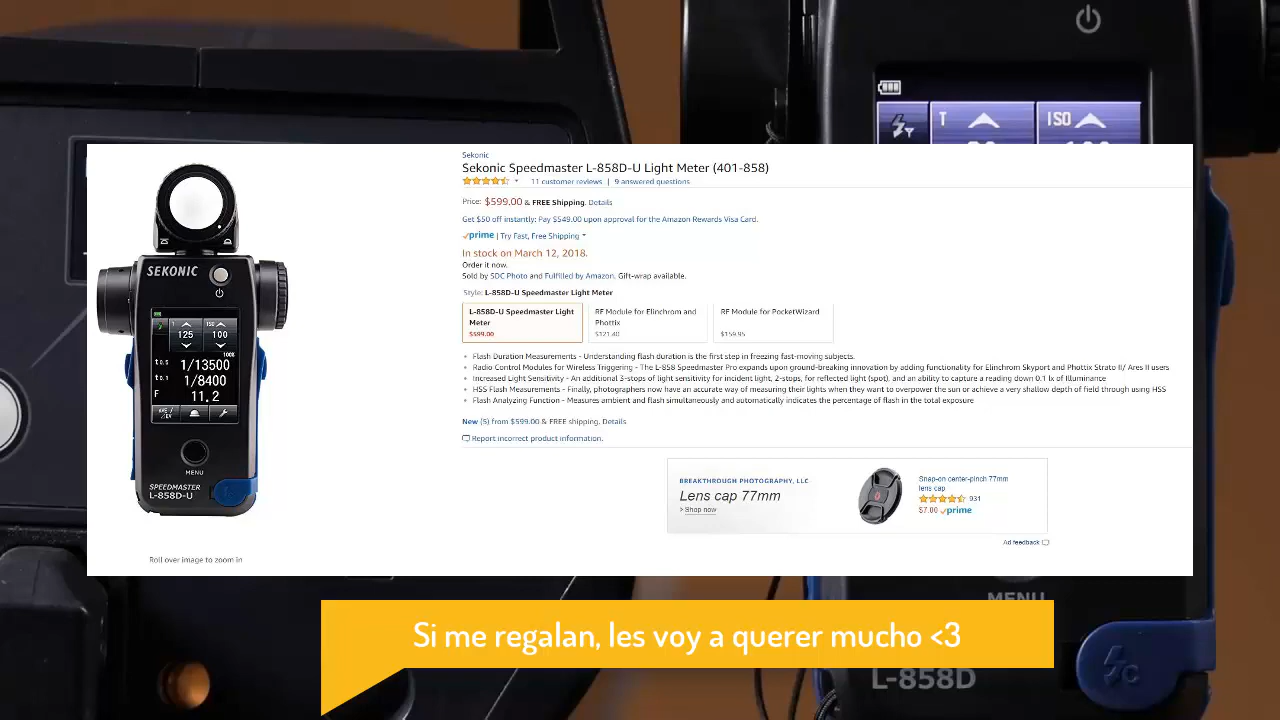 T ISO
Sekonic
Sekonic Speedmaster L-858D-U Light Meter (401-858)
11 customer reviews | 9 answered questions
Price: $599.00 & FREE Shipping. Details
Get $50 off instantly: Pay $549.00 upon approval for the Amazon Rewards Visa Card.
prime | Try Fast, Free Shipping
In stock on March 12, 2018.
Order it now.
Sold by SDC Photo and Fulfilled by Amazon. Gift-wrap available.
Style: L-858D-U Speedmaster Light Meter
L-858D-U Speedmaster Light Meter
$599.00
RF Module for Elinchrom and Phottix
$121.40
RF Module for PocketWizard
$159.95
Flash Duration Measurements - Understanding flash duration is the first step in freezing fast-moving subjects.
Radio Control Modules for Wireless Triggering - The L-858 Speedmaster Pro expands upon ground-breaking innovation by adding functionality for Elinchrom Skyport and Phottix Strato II/ Ares II users
Increased Light Sensitivity - An additional 3-stops of light sensitivity for incident light, 2-stops, for reflected light (spot), and an ability to capture a reading down 0.1 lx of Illuminance
HSS Flash Measurements - Finally, photographers now have an accurate way of measuring their lights when they want to overpower the sun or achieve a very shallow depth of field through using HSS
Flash Analyzing Function - Measures ambient and flash simultaneously and automatically indicates the percentage of flash in the total exposure
New (5) from $599.00 & FREE shipping. Details
Report incorrect product information.
BREAKTHROUGH PHOTOGRAPHY, LLC
Lens cap 77mm
> Shop now
Snap-on center-pinch 77mm
lens cap
931
$7.00 prime
Ad feedback
SEKONIC
T ISO
125 100
100%
t0.5 1/13500
t0.1 1/8400
F 11.2
AVE/ΔEV
MENU
SPEEDMASTER
L-858D-U
Roll over image to zoom in
MENU
Si me regalan, les voy a querer mucho <3
L-858D
C